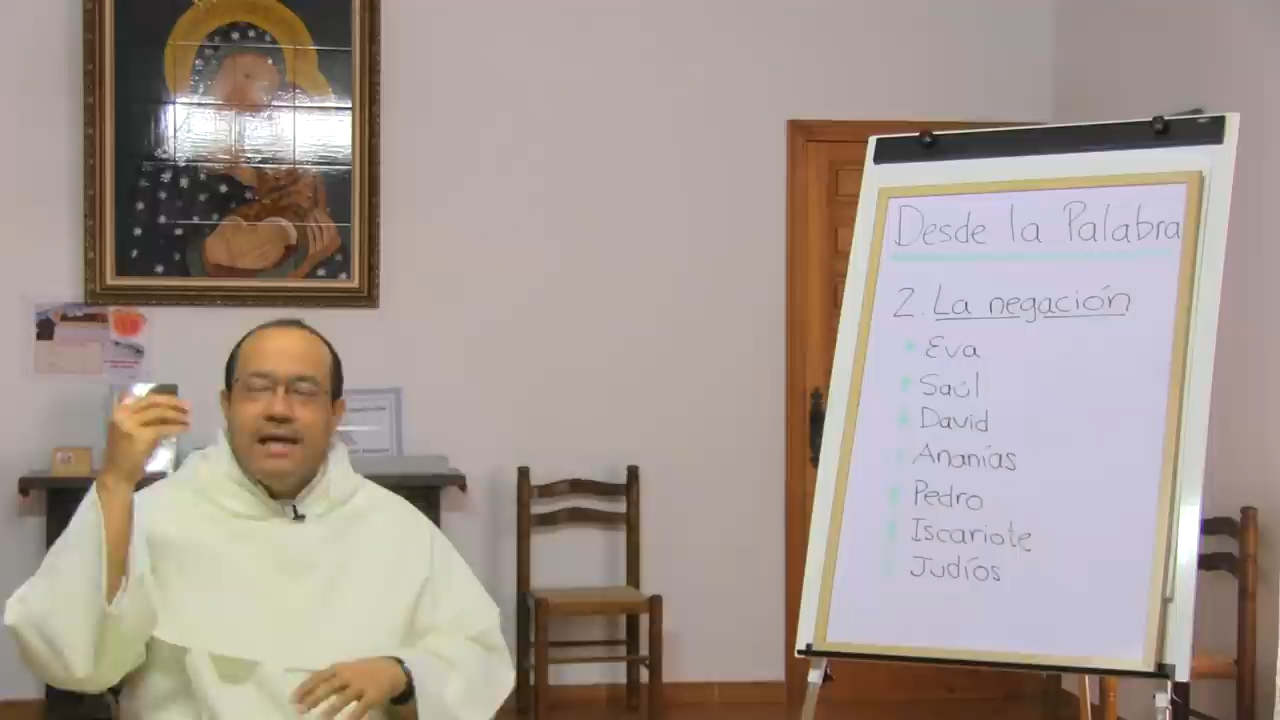 Desde la Palabra
2. La negación
Eva
Saúl
David
Ananías
Pedro
Iscariote
Judíos